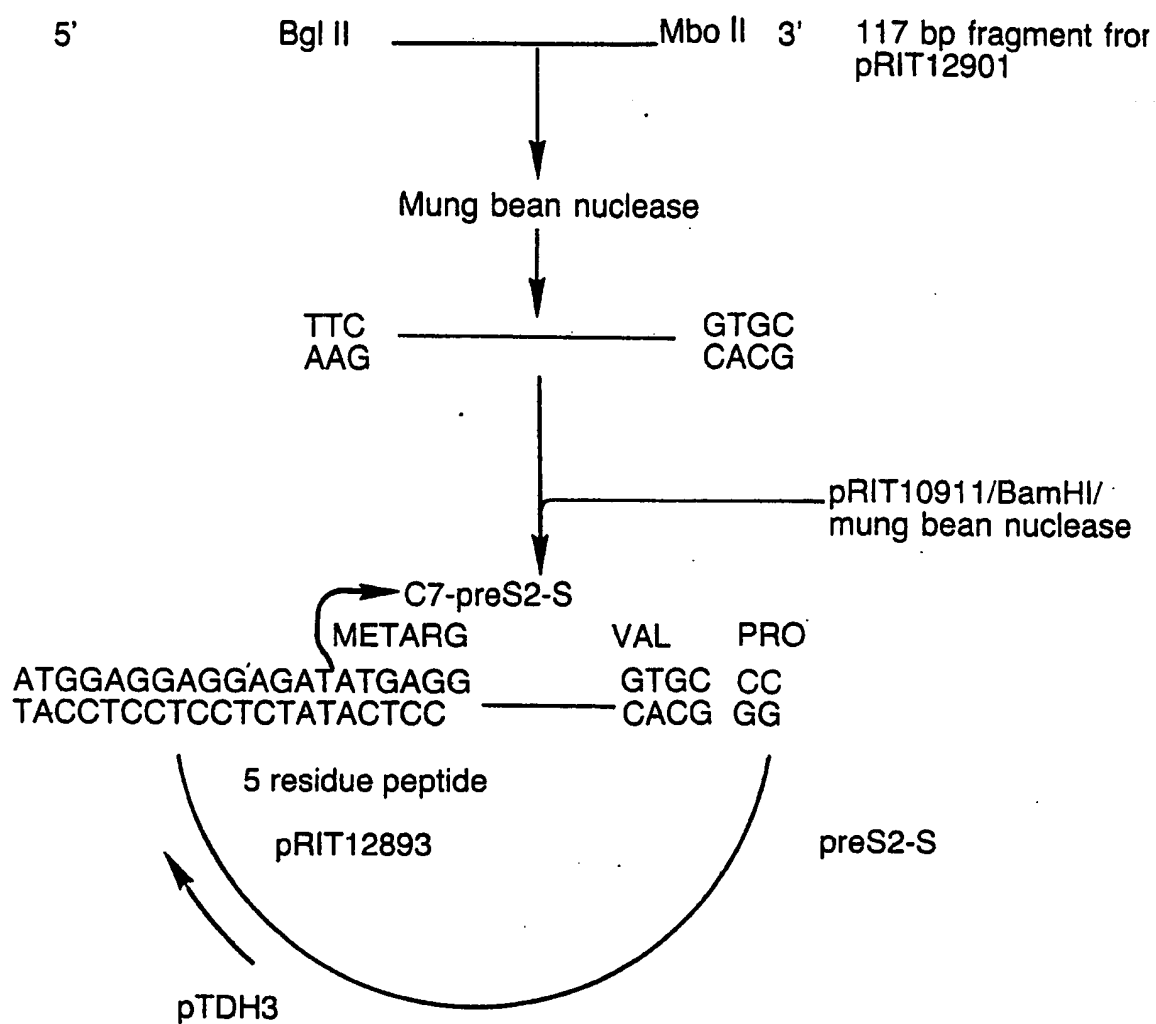 5' Bgl II Mbo II 3' 117 bp fragment fror
pRIT12901
Mung bean nuclease
TTC GTGC
AAG CACG
pRIT10911/BamHI/
mung bean nuclease
C7-preS2-S
METARG VAL PRO
ATGGAGGAGGAGATATGAGG GTGC CC
TACCTCCTCCTCTATACTCC CACG GG
5 residue peptide
pRIT12893 preS2-S
pTDH3